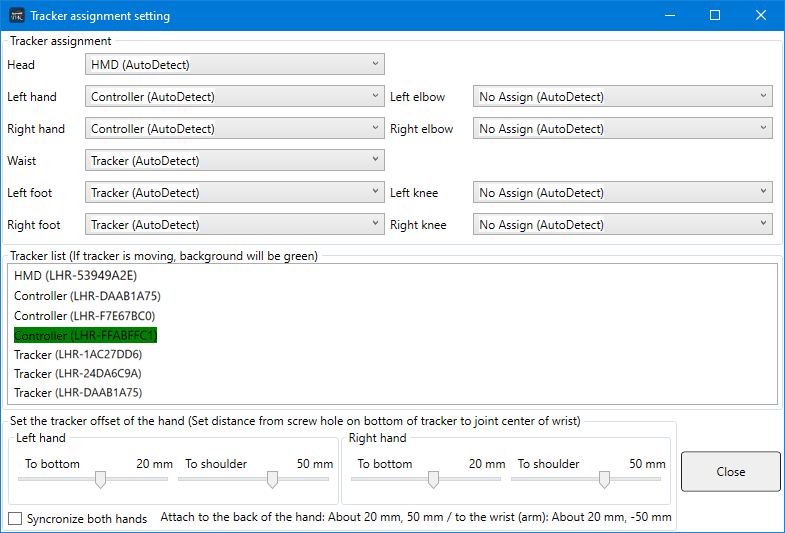 Tracker assignment setting
Tracker assignment
Head HMD (AutoDetect)
Left hand Controller (AutoDetect) Left elbow No Assign (AutoDetect)
Right hand Controller (AutoDetect) Right elbow No Assign (AutoDetect)
Waist Tracker (AutoDetect)
Left foot Tracker (AutoDetect) Left knee No Assign (AutoDetect)
Right foot Tracker (AutoDetect) Right knee No Assign (AutoDetect)
Tracker list (If tracker is moving, background will be green)
HMD (LHR-53949A2E)
Controller (LHR-DAAB1A75)
Controller (LHR-F7E67BC0)
Controller (LHR-FFABFFC1)
Tracker (LHR-1AC27DD6)
Tracker (LHR-24DA6C9A)
Tracker (LHR-DAAB1A75)
Set the tracker offset of the hand (Set distance from screw hole on bottom of tracker to joint center of wrist)
Left hand Right hand
To bottom 20 mm To shoulder 50 mm To bottom 20 mm To shoulder 50 mm
Close
Syncronize both hands Attach to the back of the hand: About 20 mm, 50 mm / to the wrist (arm): About 20 mm, -50 mm